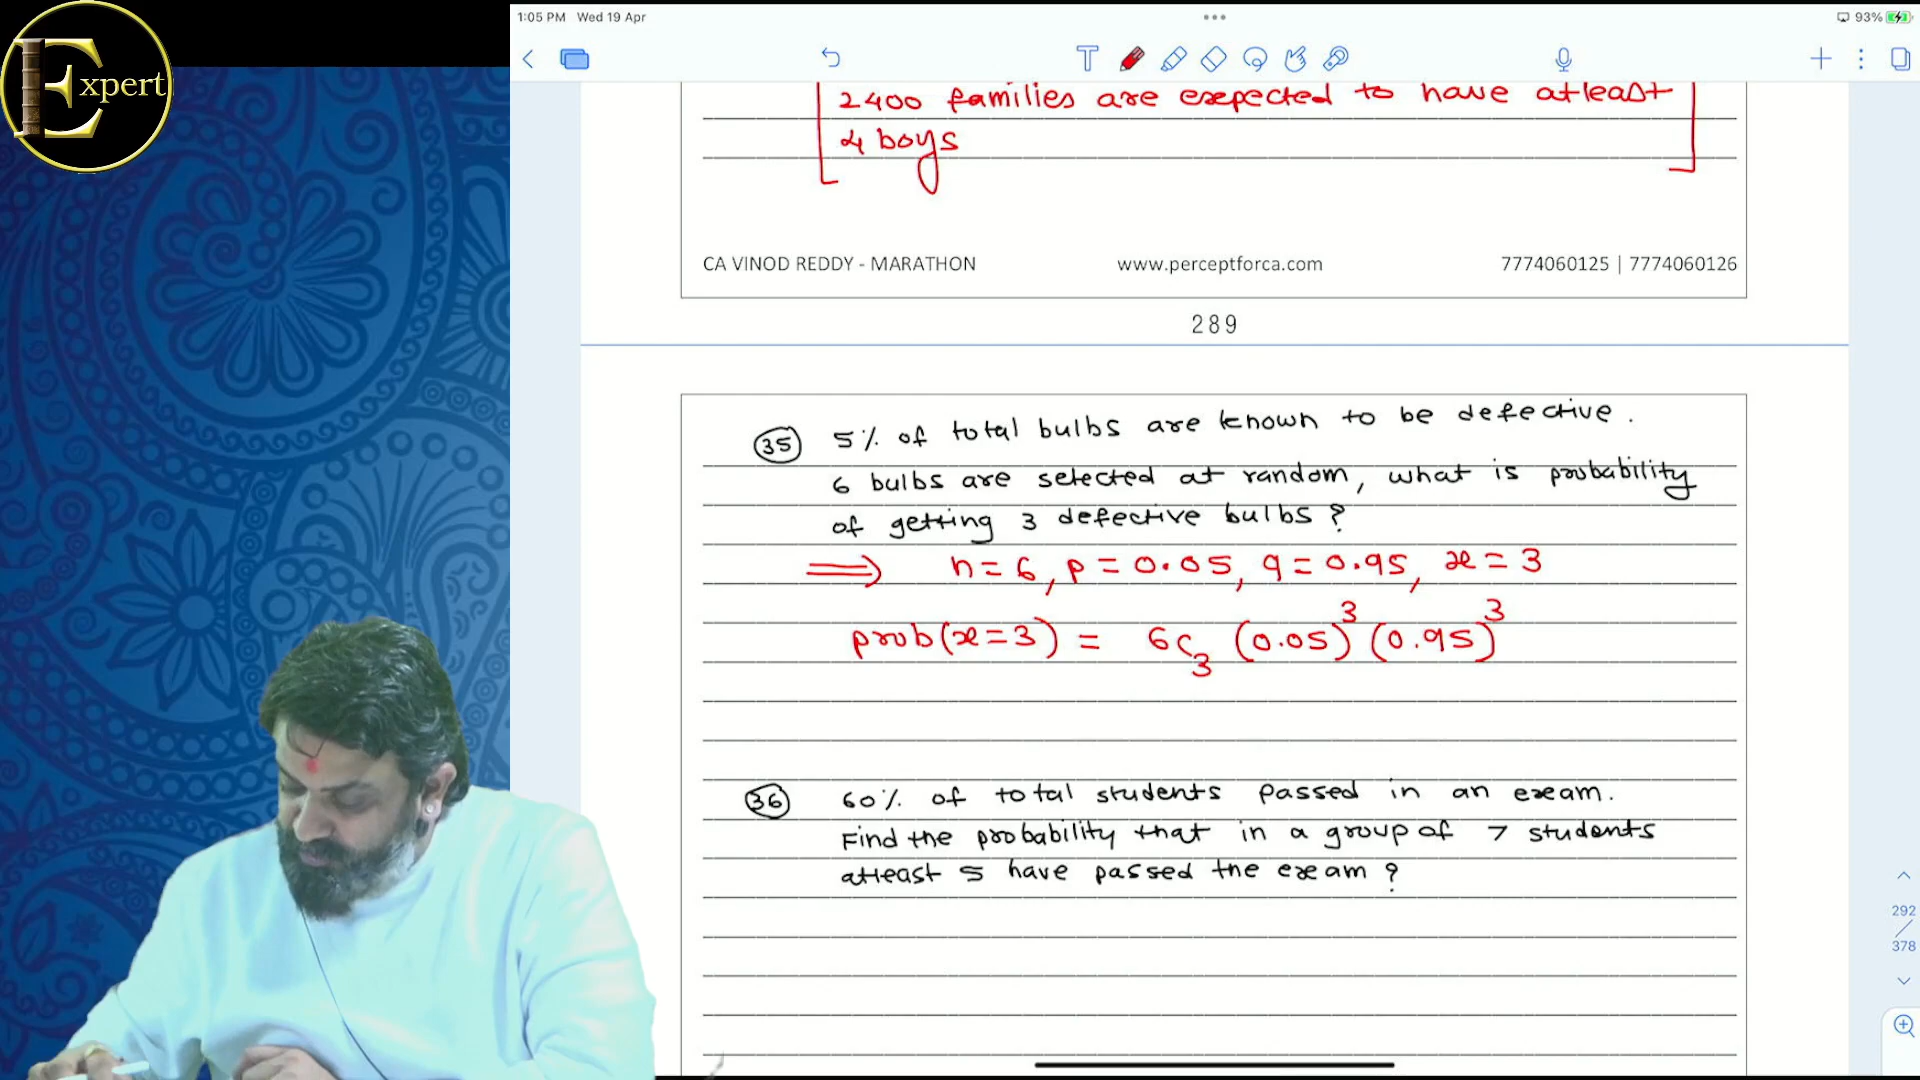 1:05 PM Wed 19 Apr
93%
Expert
2400 families are expected to have atleast
4 boys
CA VINOD REDDY - MARATHON www.perceptforca.com 7774060125 | 7774060126
289
35 5% of total bulbs are known to be defective.
6 bulbs are selected at random, what is probability
of getting 3 defective bulbs?
⟹ n = 6, p = 0.05, q = 0.95, x = 3
prob(x=3) = 6C₃ (0.05)³ (0.95)³
36 60% of total students passed in an exam.
Find the probability that in a group of 7 students
atleast 5 have passed the exam?
292
/
378